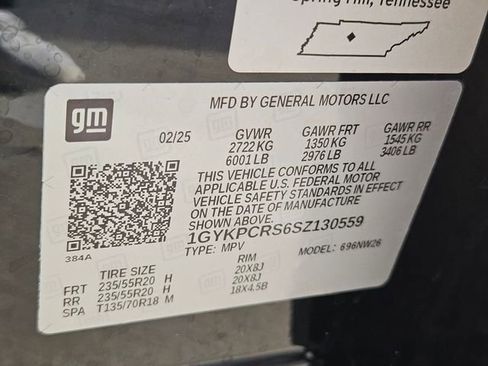 Spring Hill, Tennessee
gm
MFD BY GENERAL MOTORS LLC
02/25 GVWR GAWR FRT GAWR RR
2722 KG 1350 KG 1545 KG
6001 LB 2976 LB 3406 LB
THIS VEHICLE CONFORMS TO ALL
APPLICABLE U.S. FEDERAL MOTOR
VEHICLE SAFETY STANDARDS IN EFFECT
ON THE DATE OF MANUFACTURE
SHOWN ABOVE.
1GYKPCRS6SZ130559
384A TYPE: MPV MODEL: 696NW26
TIRE SIZE RIM
FRT 235/55R20 H 20X8J
RR 235/55R20 H 20X8J
SPA T135/70R18 M 18X4.5B